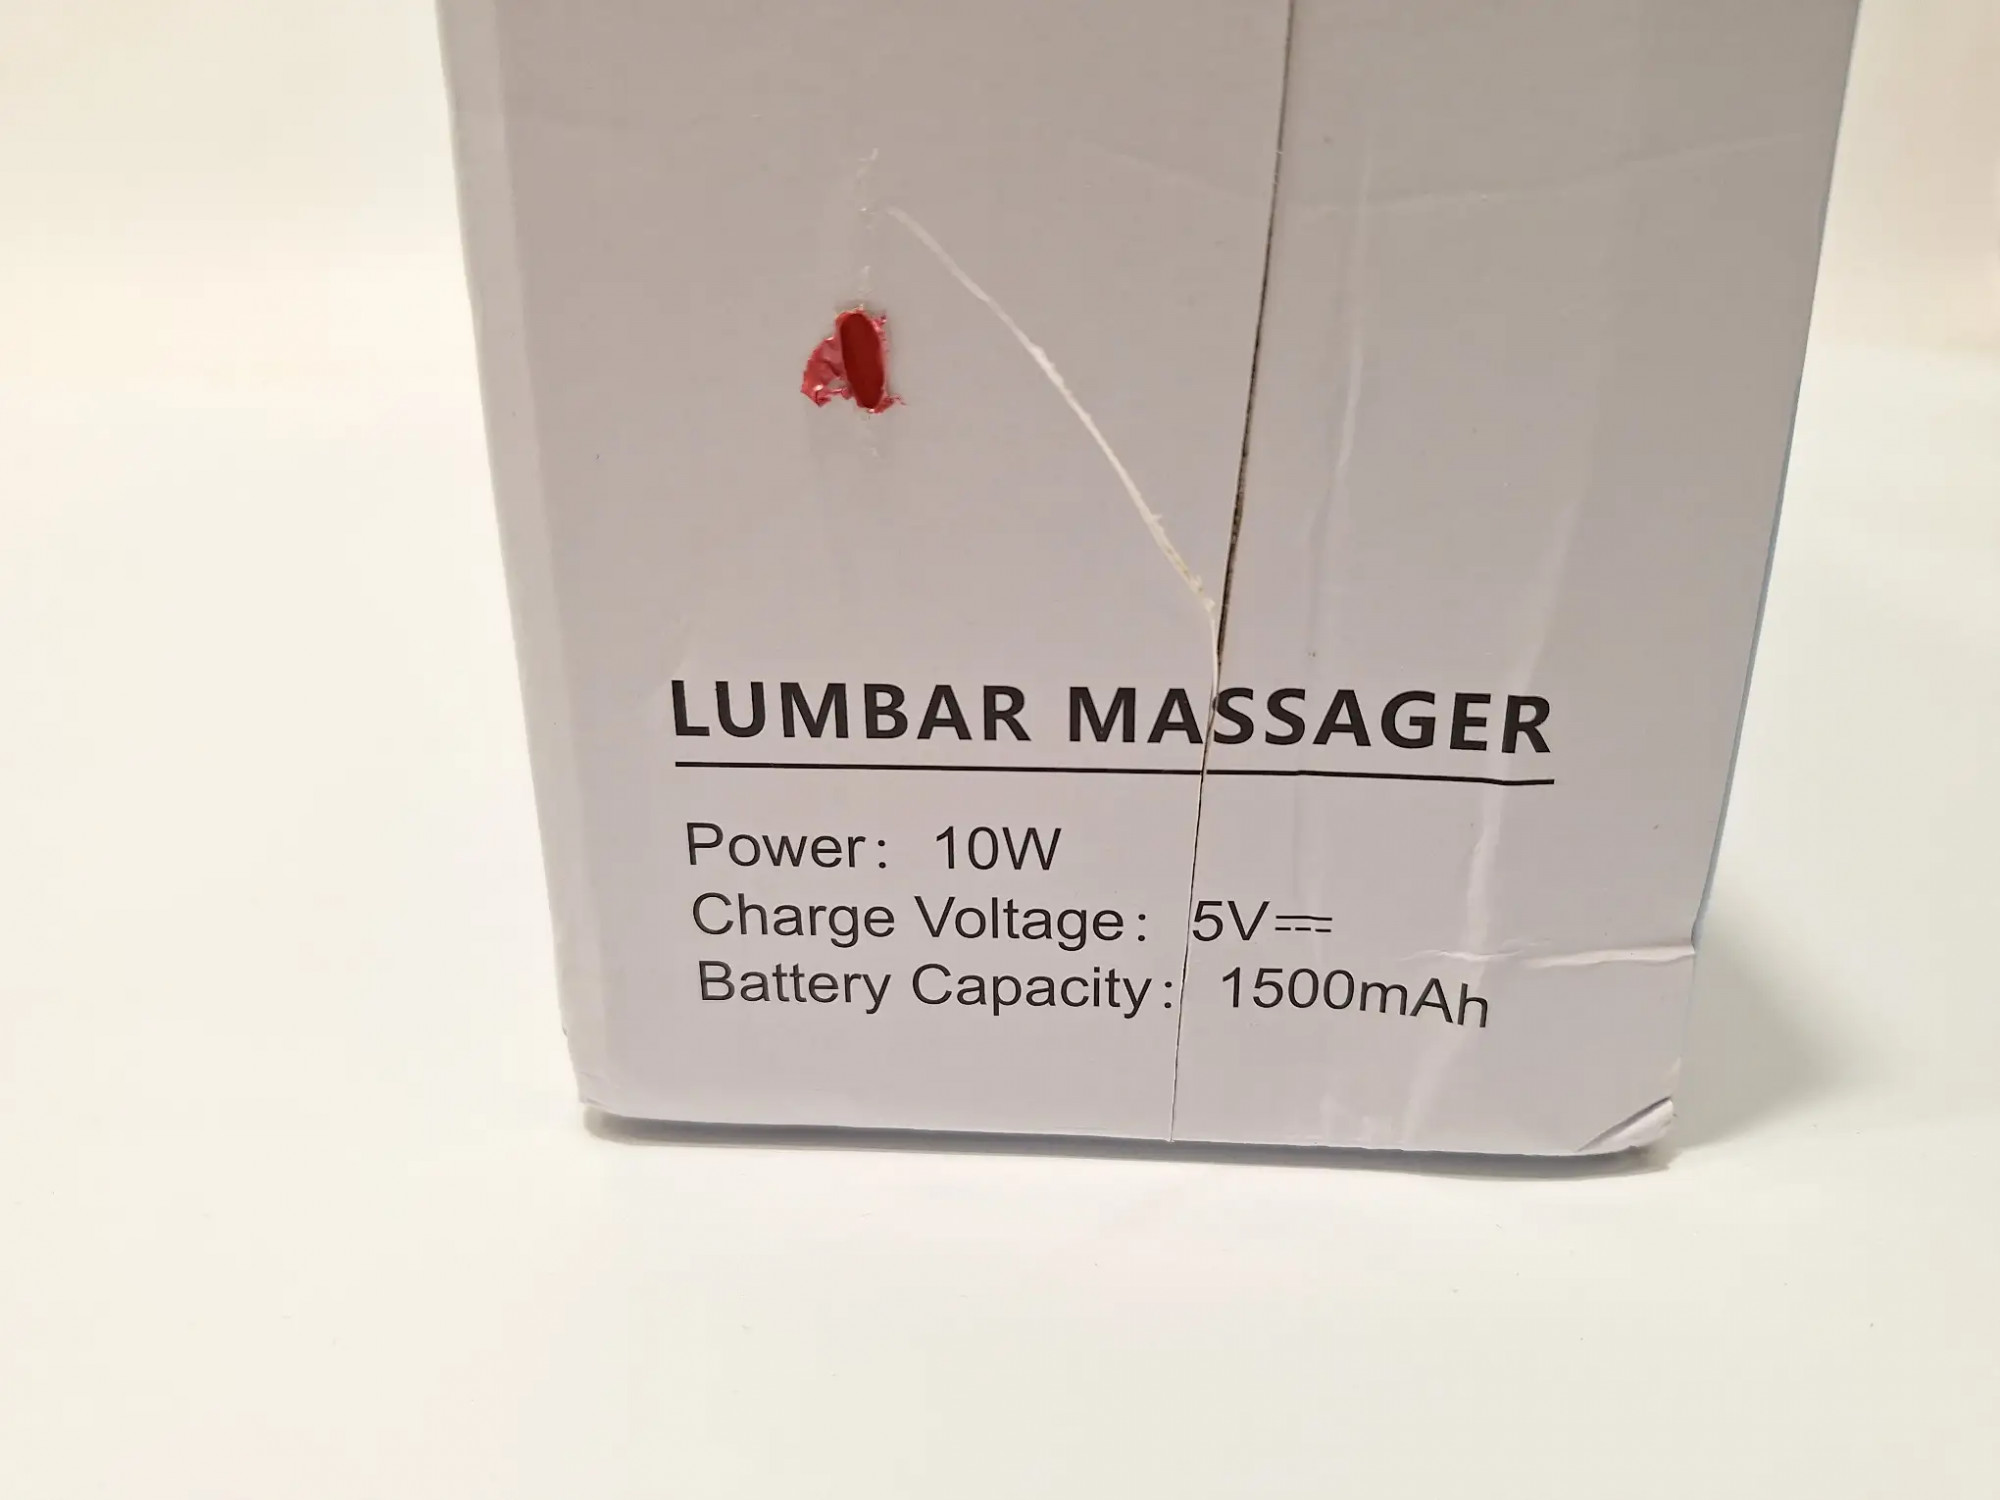 LUMBAR MASSAGER
Power: 10W
Charge Voltage: 5V⎓
Battery Capacity: 1500mAh